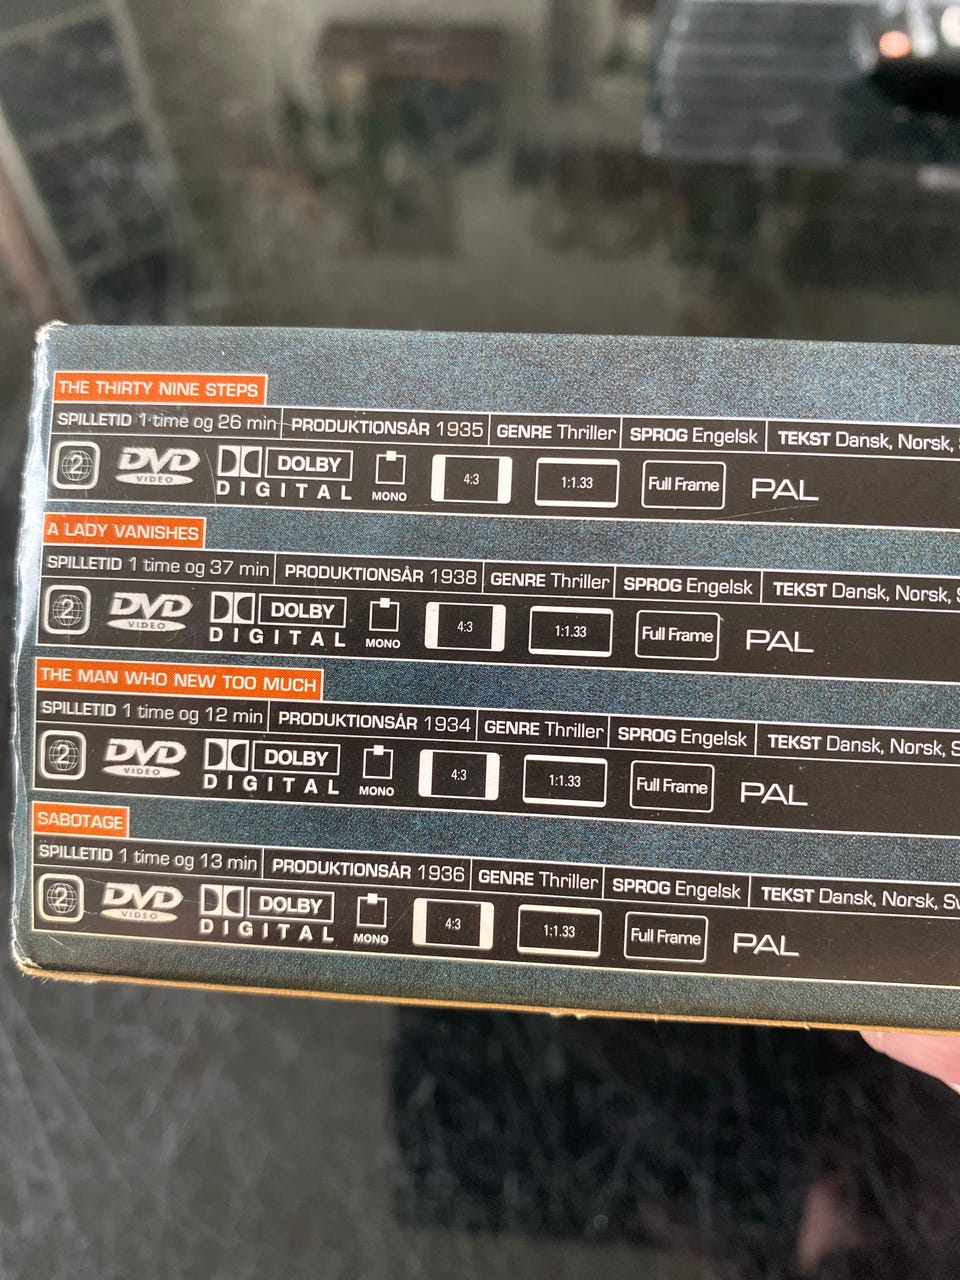 THE THIRTY NINE STEPS
SPILLETID 1 time og 26 min PRODUKTIONSÅR 1935 GENRE Thriller SPROG Engelsk TEKST Dansk, Norsk,
2 DVD VIDEO DOLBY DIGITAL MONO 4:3 1:1.33 Full Frame PAL
A LADY VANISHES
SPILLETID 1 time og 37 min PRODUKTIONSÅR 1938 GENRE Thriller SPROG Engelsk TEKST Dansk, Norsk,
2 DVD VIDEO DOLBY DIGITAL MONO 4:3 1:1.33 Full Frame PAL
THE MAN WHO NEW TOO MUCH
SPILLETID 1 time og 12 min PRODUKTIONSÅR 1934 GENRE Thriller SPROG Engelsk TEKST Dansk, Norsk,
2 DVD VIDEO DOLBY DIGITAL MONO 4:3 1:1.33 Full Frame PAL
SABOTAGE
SPILLETID 1 time og 13 min PRODUKTIONSÅR 1936 GENRE Thriller SPROG Engelsk TEKST Dansk, Norsk,
2 DVD VIDEO DOLBY DIGITAL MONO 4:3 1:1.33 Full Frame PAL